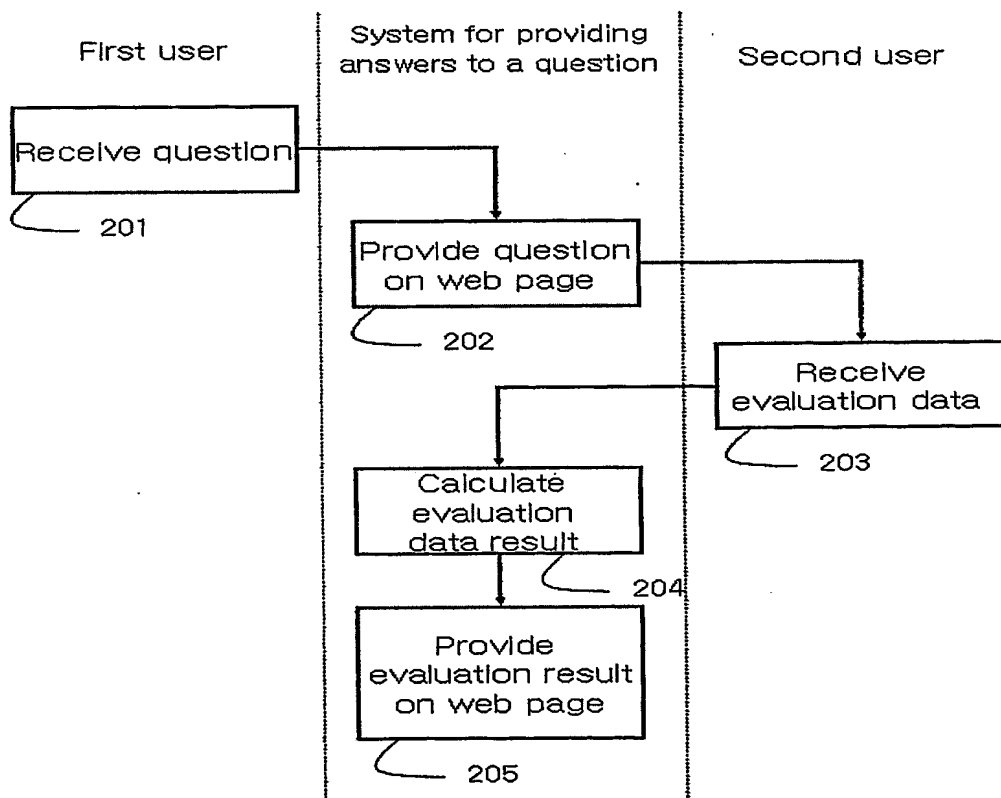 First user
System for providing
answers to a question
Second user
Receive question
201
Provide question
on web page
202
Receive
evaluation data
203
Calculate
evaluation
data result
204
Provide
evaluation result
on web page
205